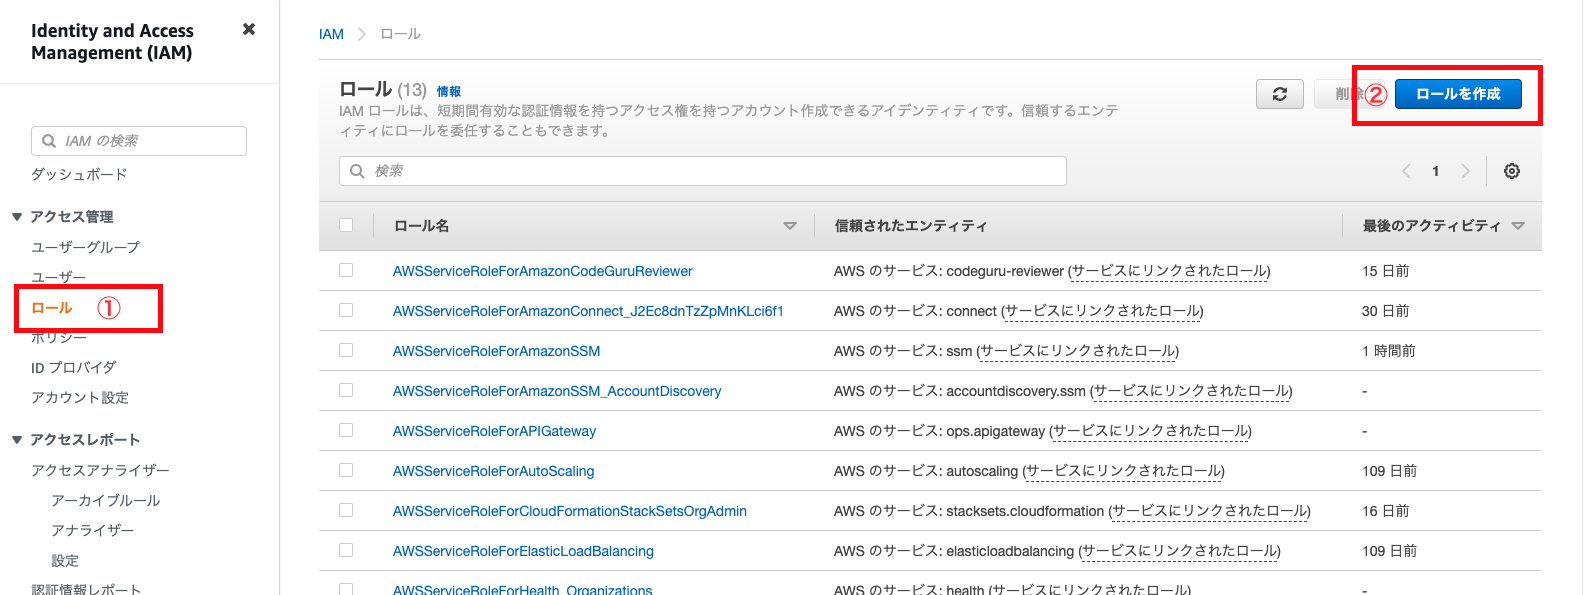 Identity and Access
Management (IAM)
IAM の検索
ダッシュボード
アクセス管理
ユーザーグループ
ユーザー
ロール ①
ポリシー
ID プロバイダ
アカウント設定
アクセスレポート
アクセスアナライザー
アーカイブルール
アナライザー
設定
認証情報レポート
IAM > ロール
ロール (13) 情報
IAM ロールは、短期間有効な認証情報を持つアクセス権を持つアカウント作成できるアイデンティティです。信頼するエンテ
ィティにロールを委任することもできます。
削除 ② ロールを作成
検索
1
ロール名 信頼されたエンティティ 最後のアクティビティ
AWSServiceRoleForAmazonCodeGuruReviewer AWS のサービス: codeguru-reviewer (サービスにリンクされたロール) 15 日前
AWSServiceRoleForAmazonConnect_J2Ec8dnTzZpMnKLci6f1 AWS のサービス: connect (サービスにリンクされたロール) 30 日前
AWSServiceRoleForAmazonSSM AWS のサービス: ssm (サービスにリンクされたロール) 1 時間前
AWSServiceRoleForAmazonSSM_AccountDiscovery AWS のサービス: accountdiscovery.ssm (サービスにリンクされたロール) -
AWSServiceRoleForAPIGateway AWS のサービス: ops.apigateway (サービスにリンクされたロール) -
AWSServiceRoleForAutoScaling AWS のサービス: autoscaling (サービスにリンクされたロール) 109 日前
AWSServiceRoleForCloudFormationStackSetsOrgAdmin AWS のサービス: stacksets.cloudformation (サービスにリンクされたロール) 16 日前
AWSServiceRoleForElasticLoadBalancing AWS のサービス: elasticloadbalancing (サービスにリンクされたロール) 109 日前
AWSServiceRoleForHealth_Organizations AWS のサービス: health (サービスにリンクされたロール) -